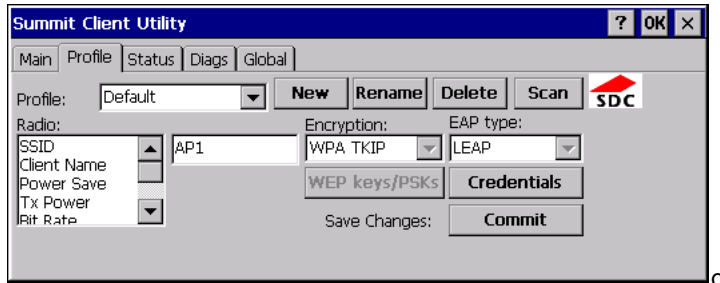 Summit Client Utility ? OK ×
Main Profile Status Diags Global
Profile: Default New Rename Delete Scan SDC
Radio: Encryption: EAP type:
SSID AP1 WPA TKIP LEAP
Client Name
Power Save WEP keys/PSKs Credentials
Tx Power
Bit Rate Save Changes: Commit